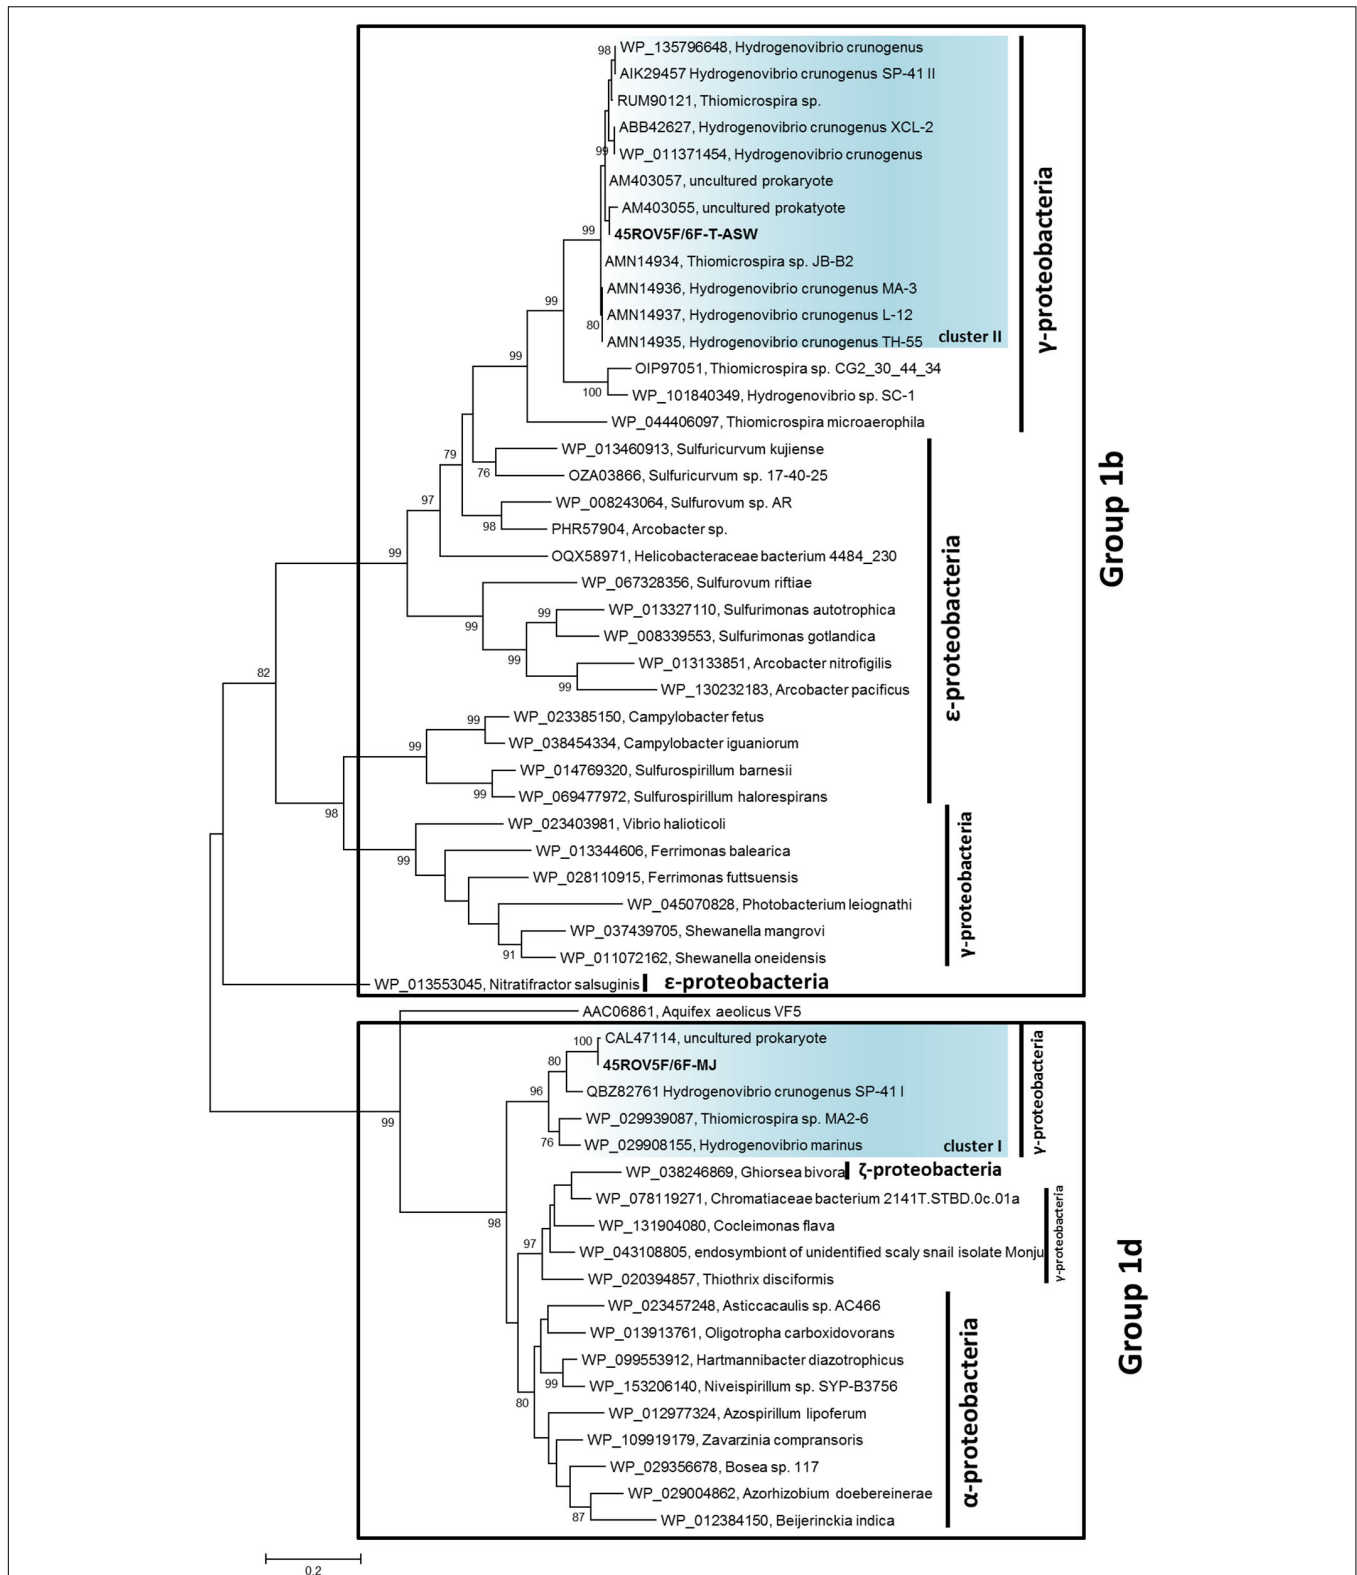 98
WP_135796648, Hydrogenovibrio crunogenus
AIK29457 Hydrogenovibrio crunogenus SP-41 II
RUM90121, Thiomicrospira sp.
ABB42627, Hydrogenovibrio crunogenus XCL-2
99
WP_011371454, Hydrogenovibrio crunogenus
AM403057, uncultured prokaryote
AM403055, uncultured prokatyote
99
45ROV5F/6F-T-ASW
AMN14934, Thiomicrospira sp. JB-B2
AMN14936, Hydrogenovibrio crunogenus MA-3
99
AMN14937, Hydrogenovibrio crunogenus L-12
80
AMN14935, Hydrogenovibrio crunogenus TH-55
cluster II
γ-proteobacteria
99
OIP97051, Thiomicrospira sp. CG2_30_44_34
100
WP_101840349, Hydrogenovibrio sp. SC-1
WP_044406097, Thiomicrospira microaerophila
79
WP_013460913, Sulfuricurvum kujiense
76
OZA03866, Sulfuricurvum sp. 17-40-25
97
WP_008243064, Sulfurovum sp. AR
98
PHR57904, Arcobacter sp.
99
OQX58971, Helicobacteraceae bacterium 4484_230
WP_067328356, Sulfurovum riftiae
99
99
WP_013327110, Sulfurimonas autotrophica
WP_008339553, Sulfurimonas gotlandica
99
WP_013133851, Arcobacter nitrofigilis
99
WP_130232183, Arcobacter pacificus
82
99
WP_023385150, Campylobacter fetus
99
WP_038454334, Campylobacter iguaniorum
WP_014769320, Sulfurospirillum barnesii
99
WP_069477972, Sulfurospirillum halorespirans
ε-proteobacteria
98
WP_023403981, Vibrio halioticoli
99
WP_013344606, Ferrimonas balearica
WP_028110915, Ferrimonas futtsuensis
WP_045070828, Photobacterium leiognathi
WP_037439705, Shewanella mangrovi
91
WP_011072162, Shewanella oneidensis
γ-proteobacteria
WP_013553045, Nitratifractor salsuginis
ε-proteobacteria
Group 1b
AAC06861, Aquifex aeolicus VF5
100
CAL47114, uncultured prokaryote
80
45ROV5F/6F-MJ
96
QBZ82761 Hydrogenovibrio crunogenus SP-41 I
99
WP_029939087, Thiomicrospira sp. MA2-6
76
WP_029908155, Hydrogenovibrio marinus
cluster I
γ-proteobacteria
WP_038246869, Ghiorsea bivora
ζ-proteobacteria
WP_078119271, Chromatiaceae bacterium 2141T.STBD.0c.01a
98
WP_131904080, Cocleimonas flava
97
WP_043108805, endosymbiont of unidentified scaly snail isolate Monju
WP_020394857, Thiothrix disciformis
γ-proteobacteria
WP_023457248, Asticcacaulis sp. AC466
WP_013913761, Oligotropha carboxidovorans
WP_099553912, Hartmannibacter diazotrophicus
99
WP_153206140, Niveispirillum sp. SYP-B3756
80
WP_012977324, Azospirillum lipoferum
WP_109919179, Zavarzinia compransoris
WP_029356678, Bosea sp. 117
WP_029004862, Azorhizobium doebereinerae
87
WP_012384150, Beijerinckia indica
α-proteobacteria
Group 1d
0.2